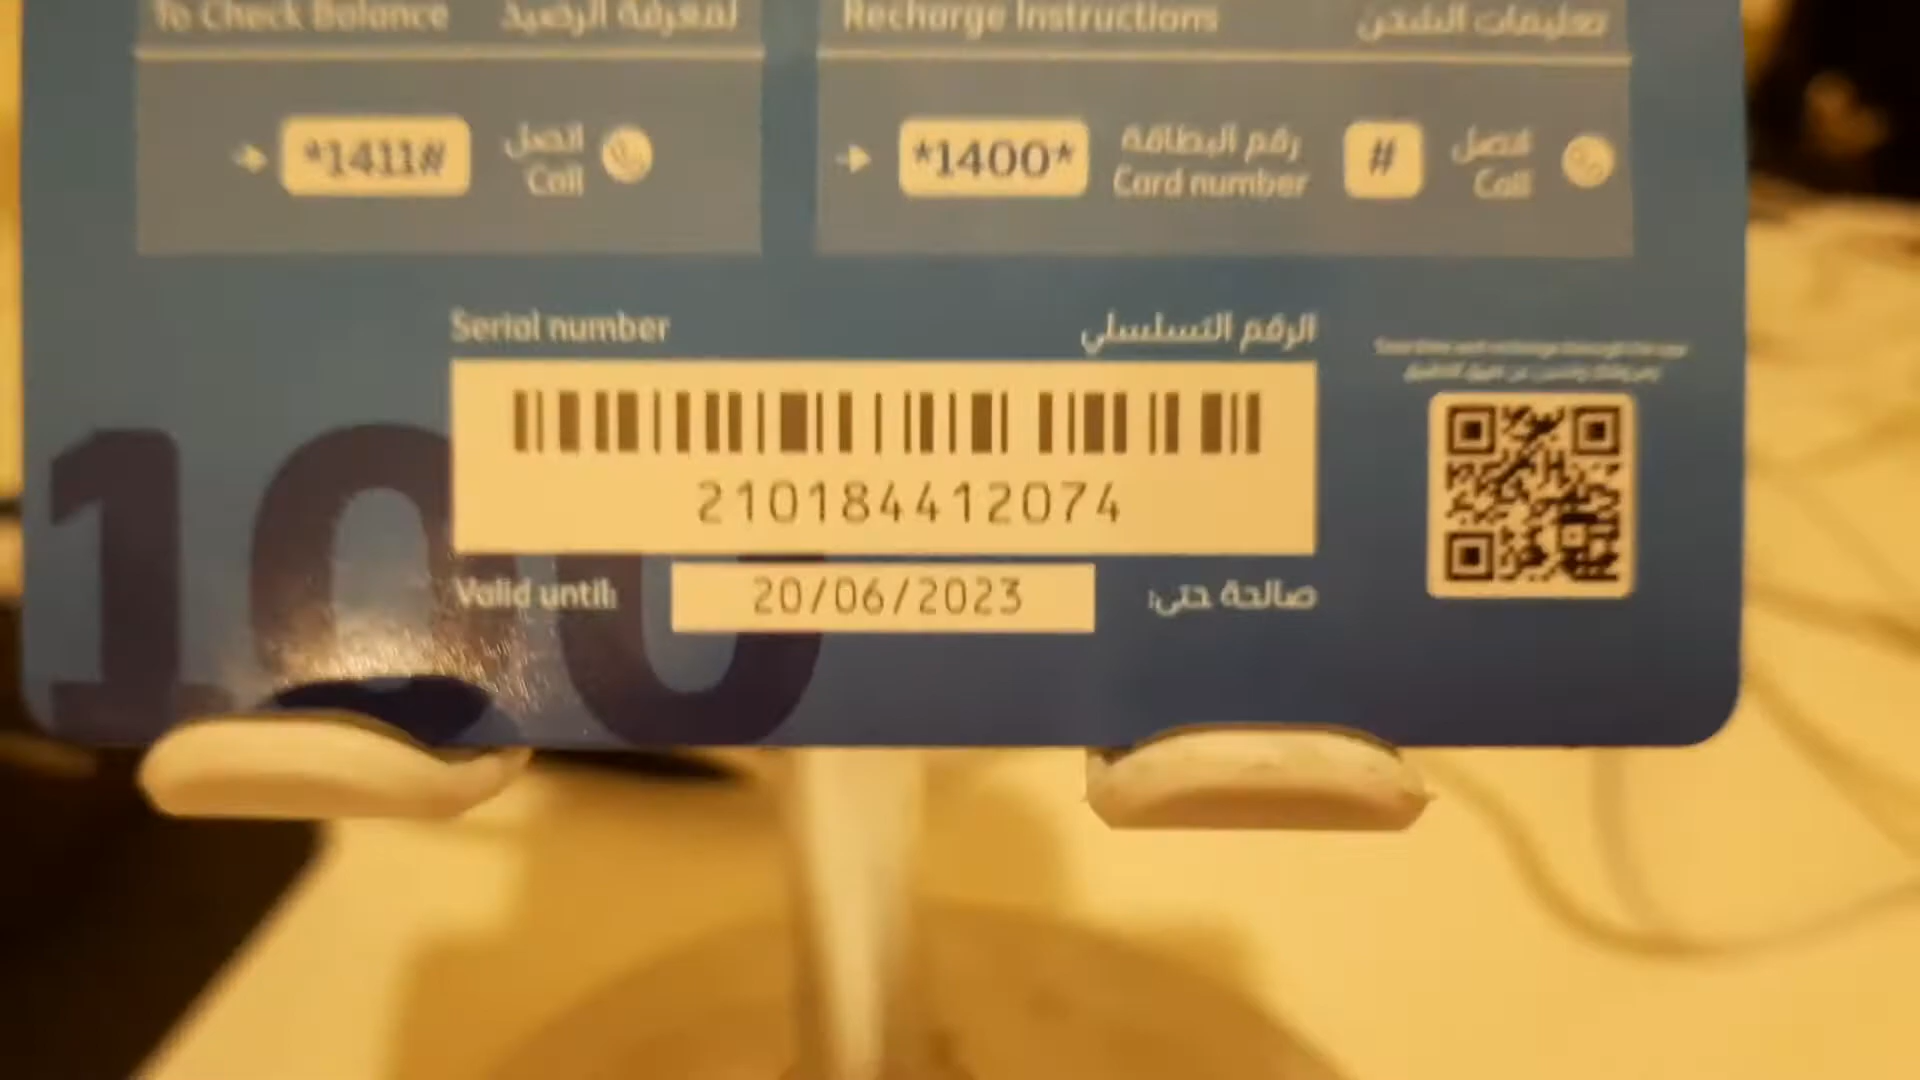 To Check Balance لمعرفة الرصيد
*1411# اتصل
Call
Recharge Instructions تعليمات الشحن
*1400* رقم البطاقة # اتصل
Card number Call
Serial number الرقم التسلسلي
210184412074
Valid until: 20/06/2023 صالحة حتى:
100